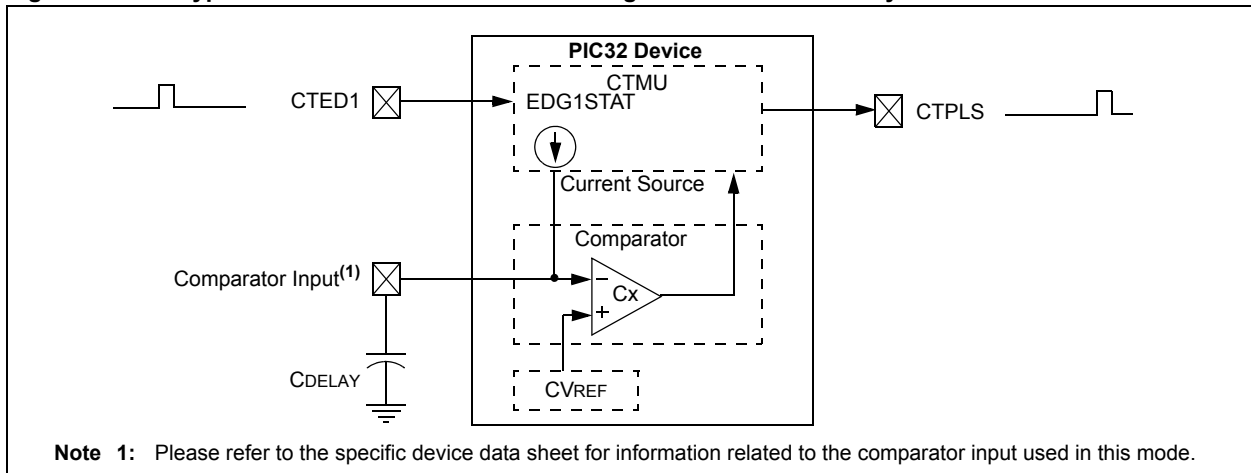 PIC32 Device
CTMU
CTED1
EDG1STAT
CTPLS
Current Source
Comparator
Comparator Input(1)
−
Cx
+
CDELAY
CVREF
Note 1: Please refer to the specific device data sheet for information related to the comparator input used in this mode.